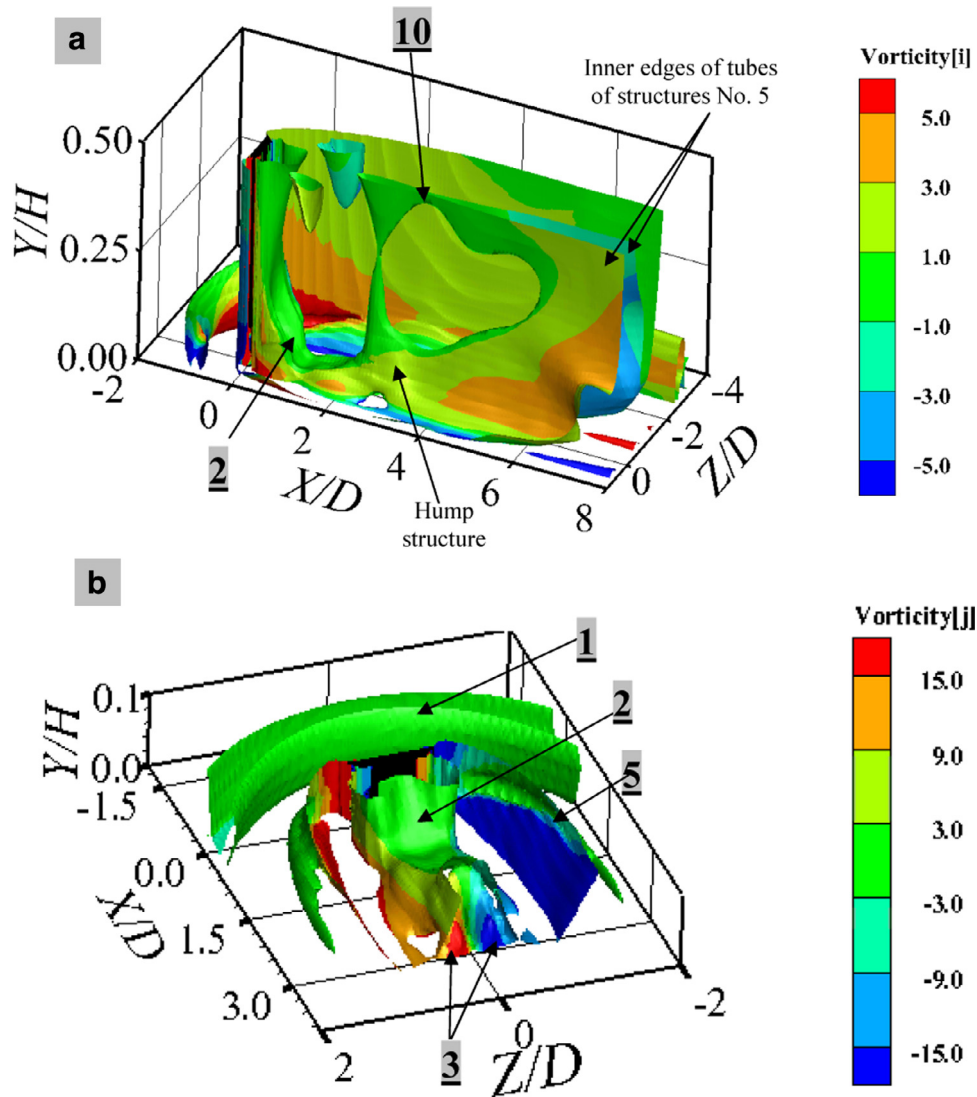 a
10
Inner edges of tubes
of structures No. 5
Vorticity[i]
5.0
3.0
1.0
-1.0
-3.0
-5.0
0.50
0.25
0.00
Y/H
-2
0
2
4
6
8
X/D
-4
-2
0
Z/D
2
Hump
structure
b
Vorticity[j]
15.0
9.0
3.0
-3.0
-9.0
-15.0
1
2
5
3
0.1
0.0
Y/H
-1.5
0.0
1.5
3.0
X/D
2
0
-2
Z/D